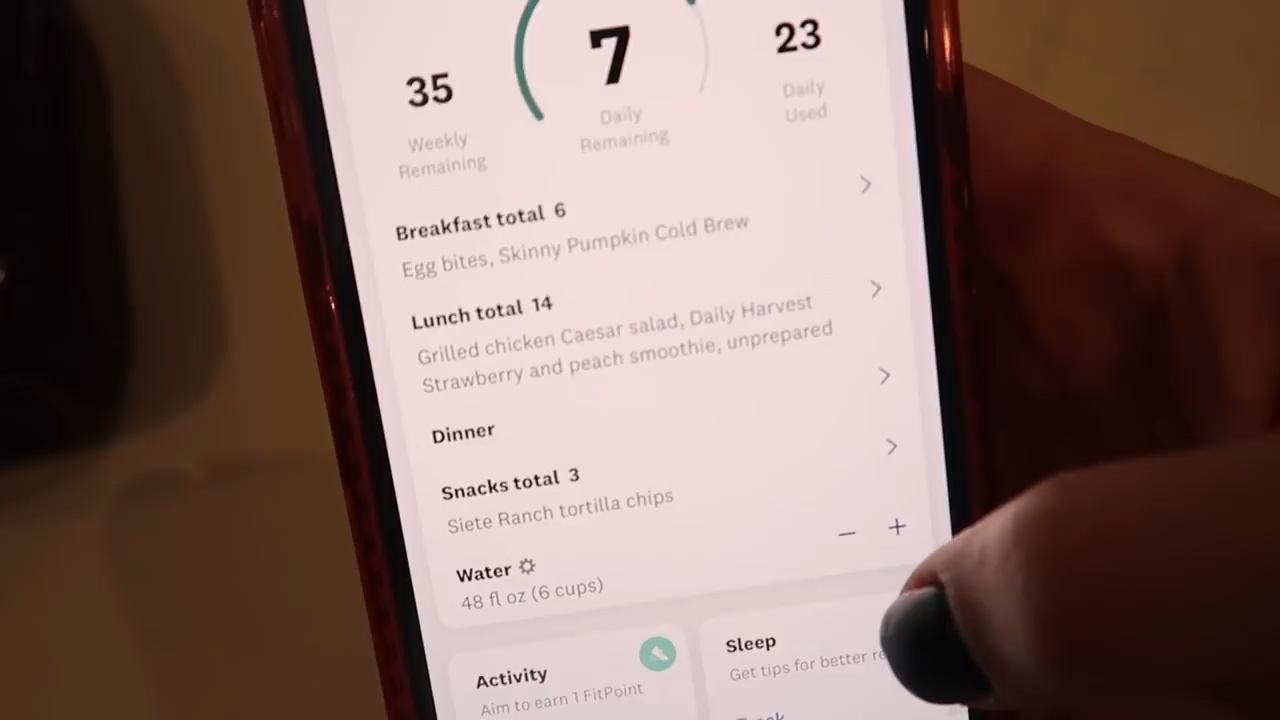 35
Weekly
Remaining
7
Daily
Remaining
23
Daily
Used
Breakfast total 6
Egg bites, Skinny Pumpkin Cold Brew
Lunch total 14
Grilled chicken Caesar salad, Daily Harvest
Strawberry and peach smoothie, unprepared
Dinner
Snacks total 3
Siete Ranch tortilla chips
Water
48 fl oz (6 cups)
Activity
Aim to earn 1 FitPoint
Sleep
Get tips for better